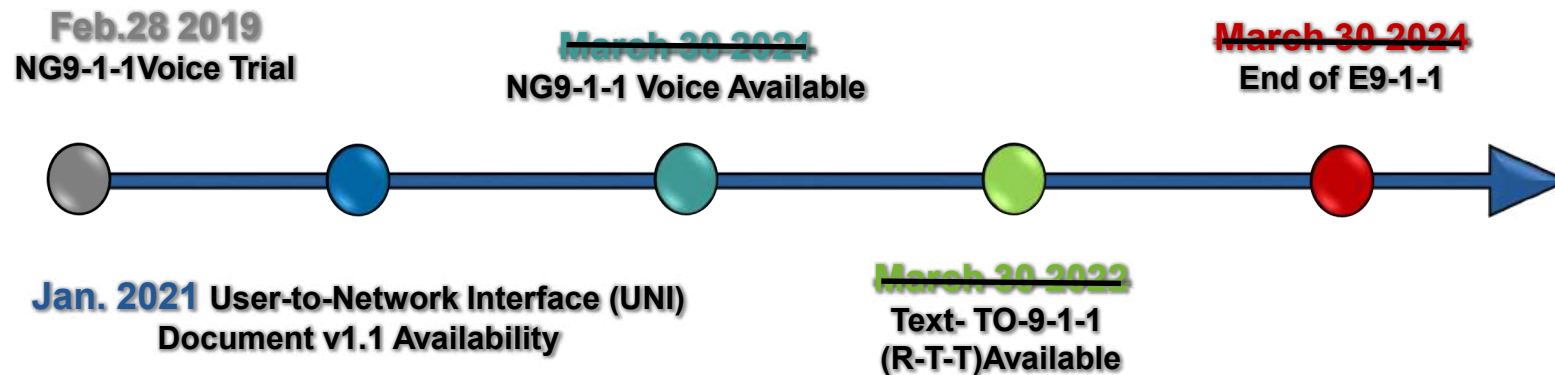 Feb.28 2019
NG9-1-1Voice Trial
March 30 2021
NG9-1-1 Voice Available
March 30 2024
End of E9-1-1
Jan. 2021 User-to-Network Interface (UNI)
Document v1.1 Availability
March 30 2022
Text- TO-9-1-1
(R-T-T)Available